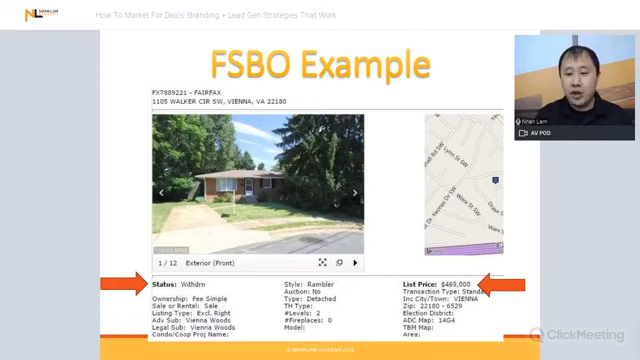 NL NHAN LAM
How To Market For Deals: Branding + Lead Gen Strategies That Work
FSBO Example
FX7889221 - FAIRFAX
1105 WALKER CIR SW, VIENNA, VA 22180
Nhan Lam
AV POD
1 / 12 Exterior (Front)
Status: Withdrn
Style: Rambler
List Price: $469,000
Auction: No
Transaction Type: Standa
Ownership: Fee Simple
Type: Detached
Inc City/Town: VIENNA
Sale or Rental: Sale
TH Type:
Zip: 22180 - 6529
Listing Type: Excl. Right
#Levels: 2
Election District:
Adv Sub: Vienna Woods
#Fireplaces: 0
ADC Map: 14G4
Legal Sub: Vienna Woods
Model:
TBM Map:
Condo/Coop Proj Name:
Area:
ClickMeeting